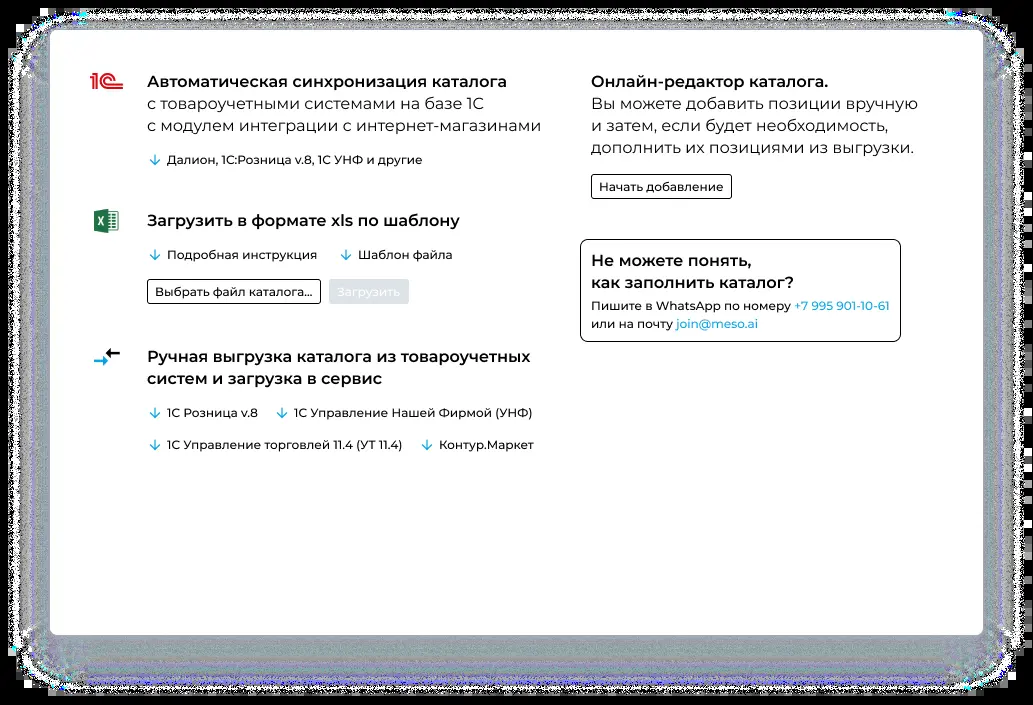 1С
Автоматическая синхронизация каталога
с товароучетными системами на базе 1С
с модулем интеграции с интернет-магазинами
Далион, 1С:Розница v.8, 1С УНФ и другие
X
Загрузить в формате xls по шаблону
Подробная инструкция
Шаблон файла
Выбрать файл каталога...
Загрузить
Ручная выгрузка каталога из товароучетных
систем и загрузка в сервис
1С Розница v.8
1С Управление Нашей Фирмой (УНФ)
1С Управление торговлей 11.4 (УТ 11.4)
Контур.Маркет
Онлайн-редактор каталога.
Вы можете добавить позиции вручную
и затем, если будет необходимость,
дополнить их позициями из выгрузки.
Начать добавление
Не можете понять,
как заполнить каталог?
Пишите в WhatsApp по номеру +7 995 901-10-61
или на почту join@meso.ai